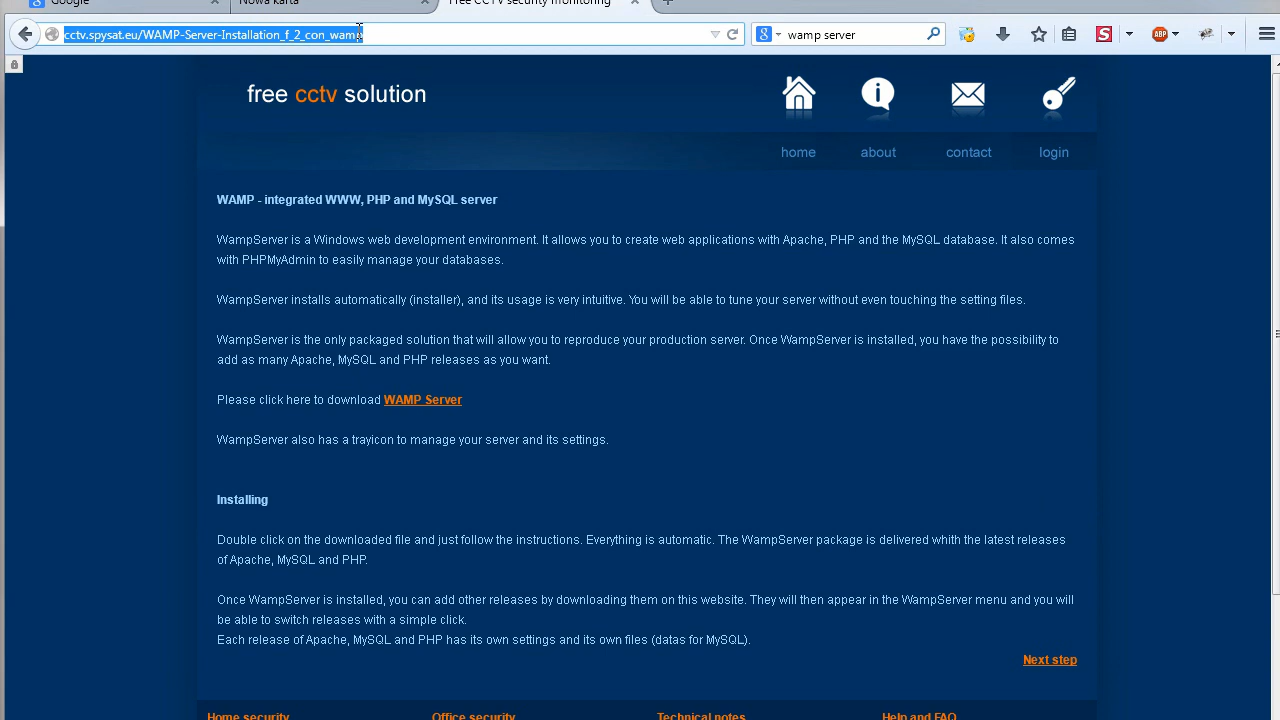 Google
Nowa karta
Free CCTV security monitoring
cctv.spysat.eu/WAMP-Server-Installation_f_2_con_wamp
wamp server
free cctv solution
home
about
contact
login
WAMP - integrated WWW, PHP and MySQL server
WampServer is a Windows web development environment. It allows you to create web applications with Apache, PHP and the MySQL database. It also comes
with PHPMyAdmin to easily manage your databases.
WampServer installs automatically (installer), and its usage is very intuitive. You will be able to tune your server without even touching the setting files.
WampServer is the only packaged solution that will allow you to reproduce your production server. Once WampServer is installed, you have the possibility to
add as many Apache, MySQL and PHP releases as you want.
Please click here to download WAMP Server
WampServer also has a trayicon to manage your server and its settings.
Installing
Double click on the downloaded file and just follow the instructions. Everything is automatic. The WampServer package is delivered whith the latest releases
of Apache, MySQL and PHP.
Once WampServer is installed, you can add other releases by downloading them on this website. They will then appear in the WampServer menu and you will
be able to switch releases with a simple click.
Each release of Apache, MySQL and PHP has its own settings and its own files (datas for MySQL).
Next step
Home security
Office security
Technical notes
Help and FAQ